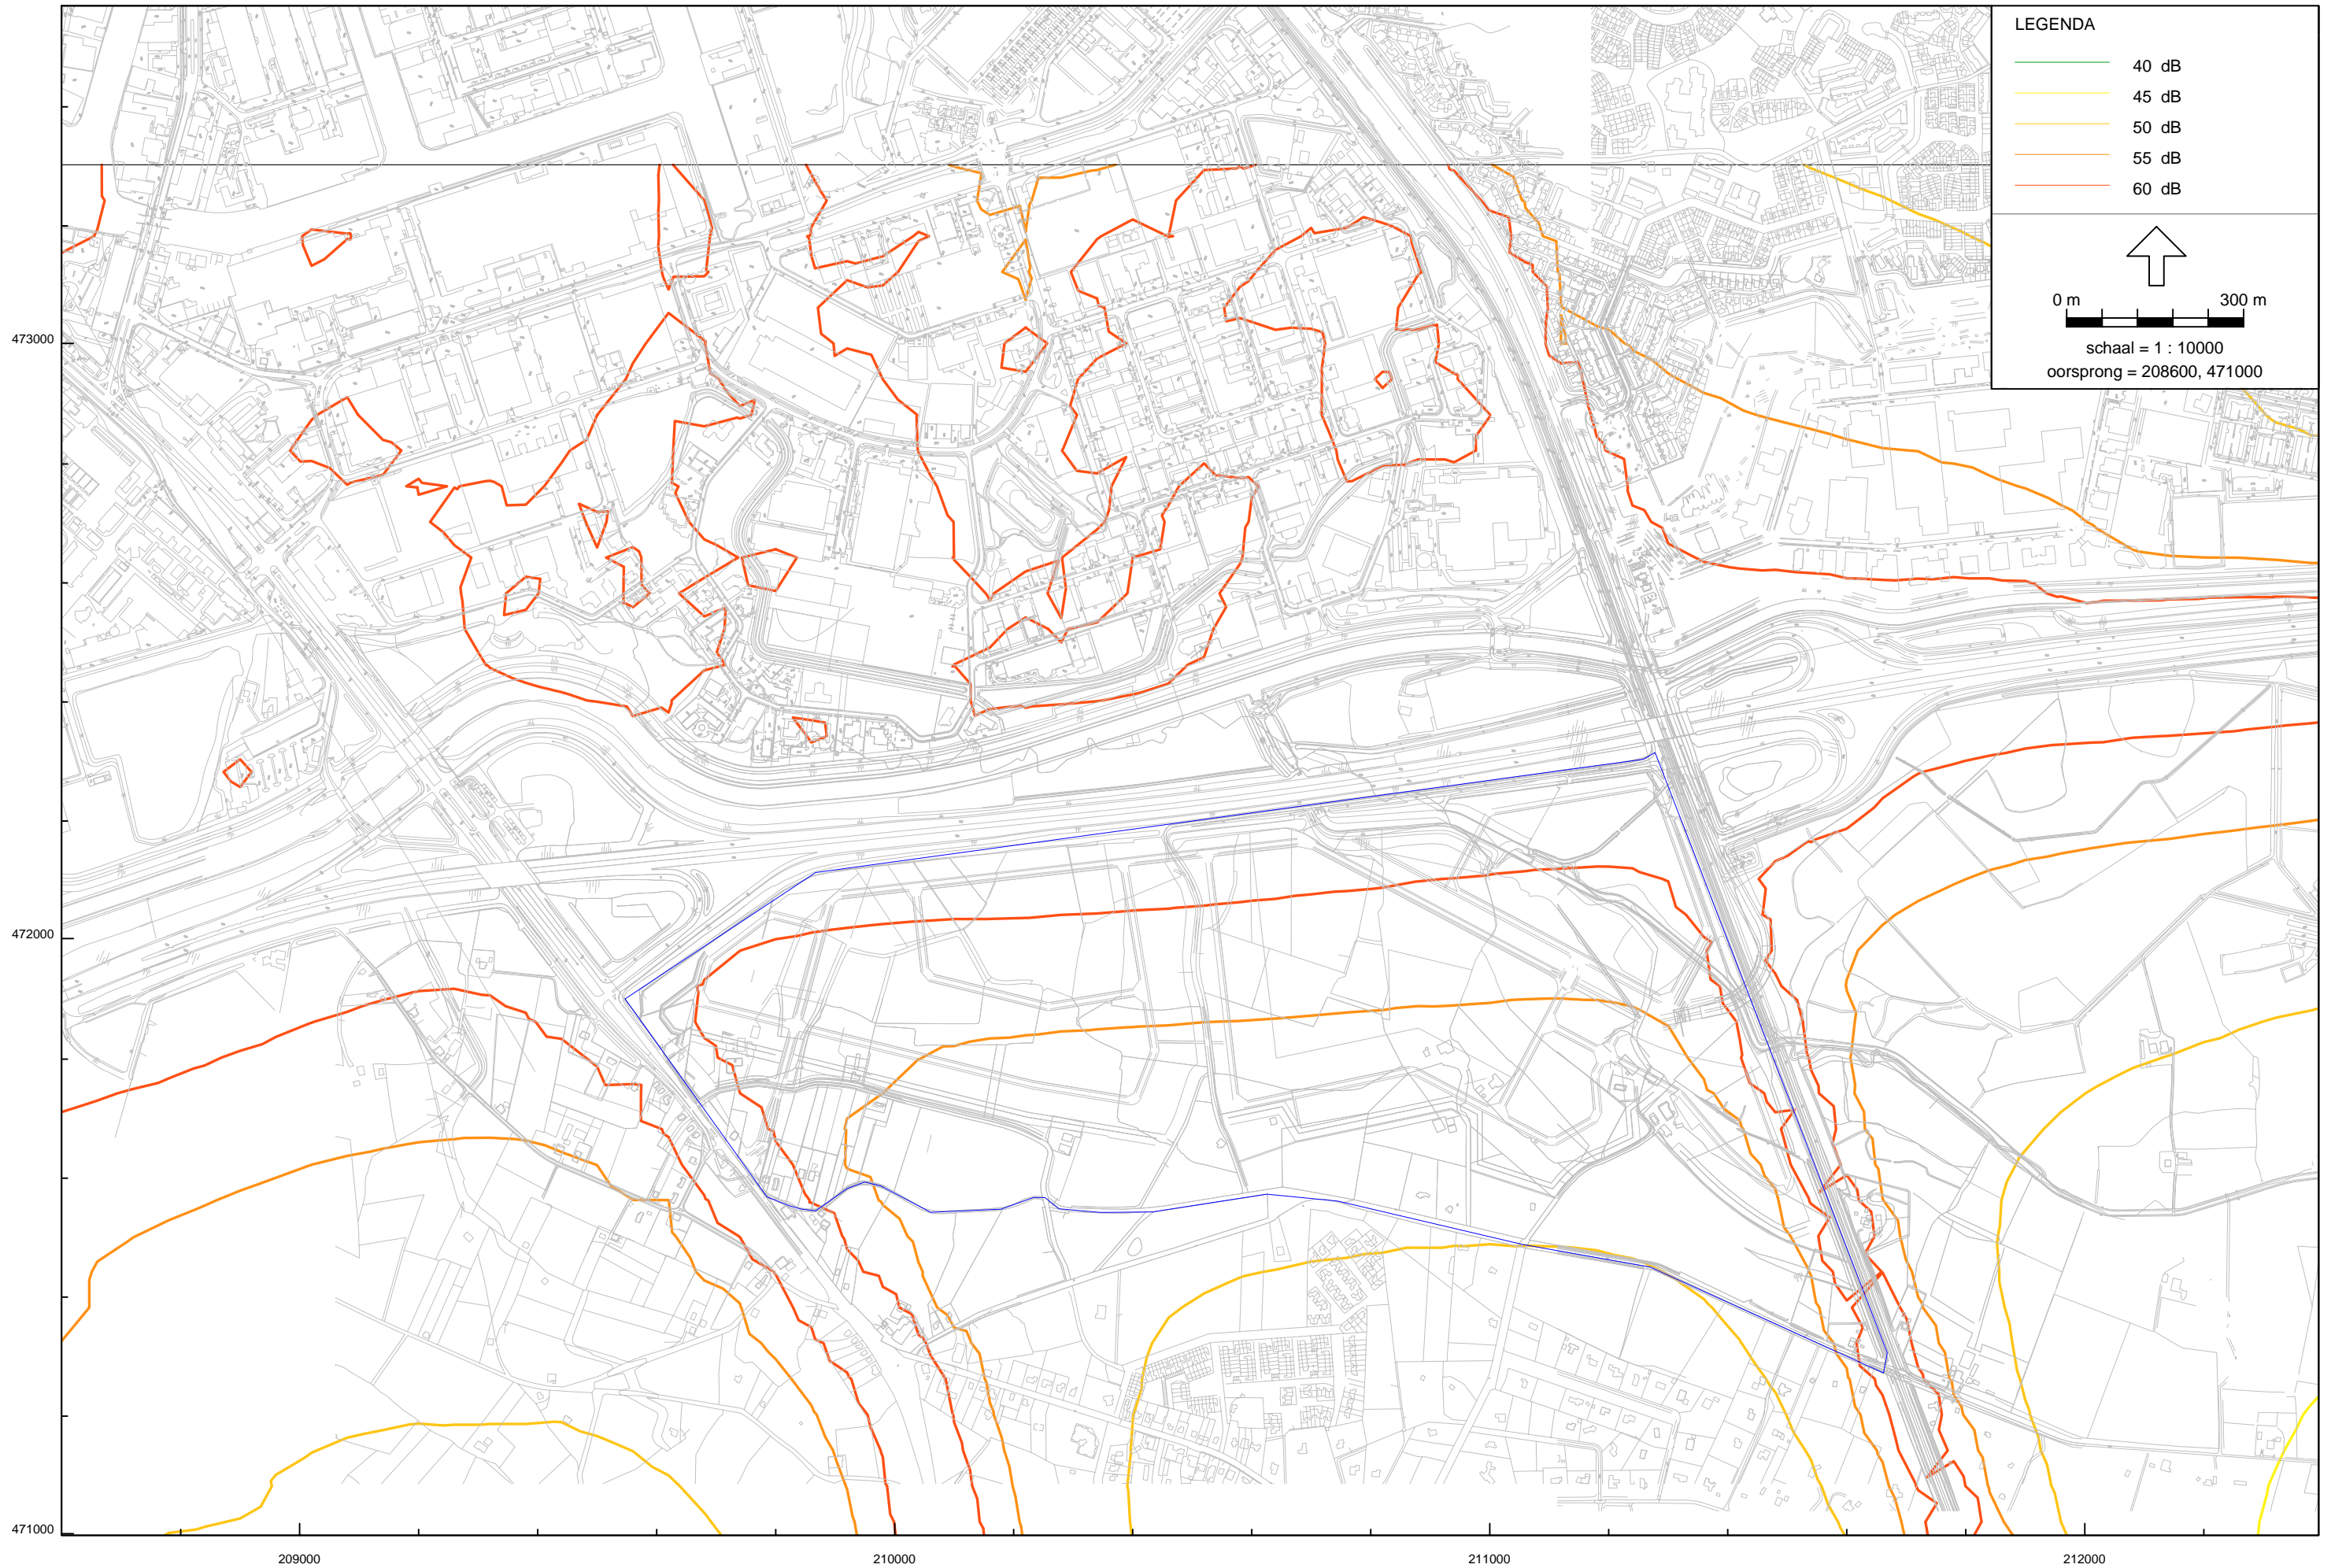 LEGENDA
40 dB
45 dB
50 dB
55 dB
60 dB
0 m 300 m
schaal = 1 : 10000
oorsprong = 208600, 471000
473000
472000
471000
209000 210000 211000 212000